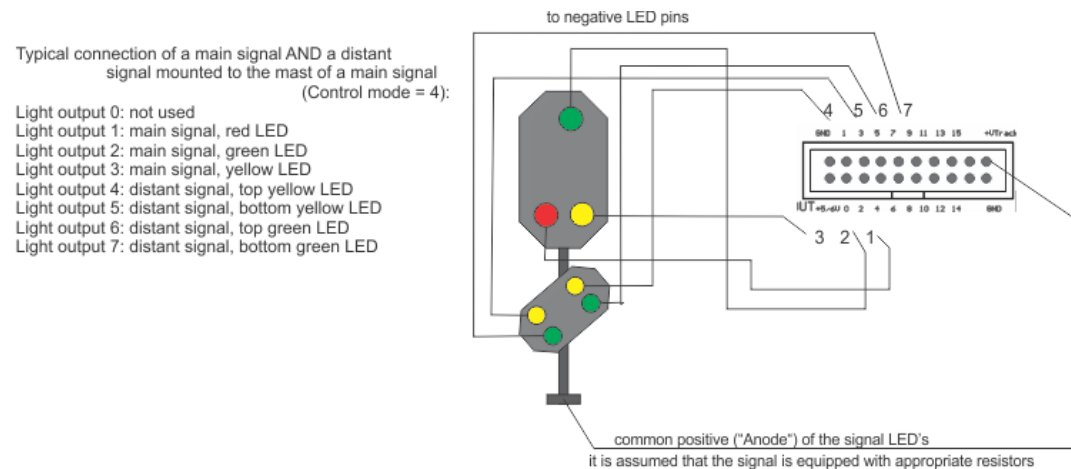 to negative LED pins
Typical connection of a main signal AND a distant
signal mounted to the mast of a main signal
(Control mode = 4):
Light output 0: not used
Light output 1: main signal, red LED
Light output 2: main signal, green LED
Light output 3: main signal, yellow LED
Light output 4: distant signal, top yellow LED
Light output 5: distant signal, bottom yellow LED
Light output 6: distant signal, top green LED
Light output 7: distant signal, bottom green LED
4 5 6 7
GND 1 3 5 7 9 11 13 15 +VTrack
UT +5,6V 0 2 4 6 8 10 12 14 GND
3 2 1
common positive ("Anode") of the signal LED's
it is assumed that the signal is equipped with appropriate resistors